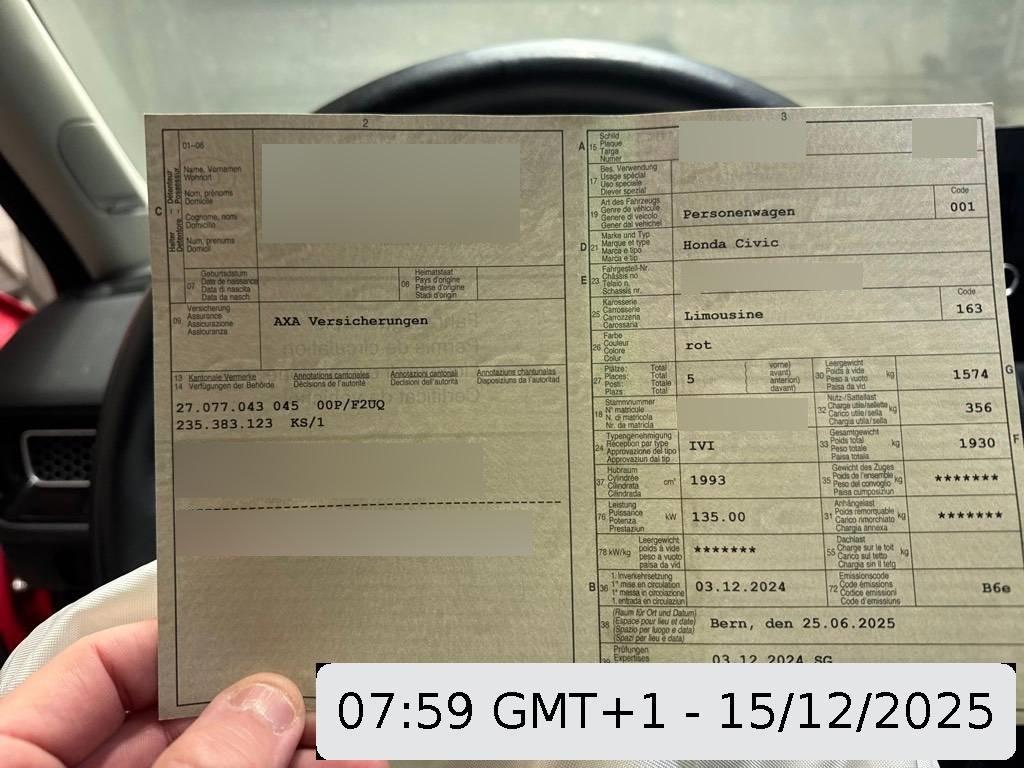 2
01–06
Name, Vornamen
Wohnort
Nom, prénoms
Domicile
Cognome, nomi
Domicilio
Num, prenums
Domicil
C
Halter Détenteur
Detentore Possessur
07
Geburtsdatum
Date de naissance
Data di nascita
Data da nasch.
08
Heimatstaat
Pays d'origine
Paese d'origine
Stadi d'origin
09
Versicherung
Assurance
Assicurazione
Assicuranza
AXA Versicherungen
13 Kantonale Vermerke
14 Verfügungen der Behörde
Annotations cantonales
Décisions de l'autorité
Annotazioni cantonali
Decisioni dell'autorità
Annotaziuns chantunalas
Disposiziuns da l'autoritad
27.077.043 045 00P/F2UQ
235.383.123 KS/1
3
A 15
Schild
Plaque
Targa
Numer
17
Bes. Verwendung
Usage spécial
Uso speciale
Diever spezial
19
Art des Fahrzeugs
Genre de véhicule
Genere di veicolo
Gener dal vehichel
Personenwagen
Code
001
D 21
Marke und Typ
Marque et type
Marca e tipo
Marca e tip
Honda Civic
E 23
Fahrgestell-Nr.
Châssis no
Telaio n.
Schassis nr.
25
Karosserie
Carrosserie
Carrozzeria
Carossaria
Limousine
Code
163
26
Farbe
Couleur
Colore
Colur
rot
27
Plätze: Total
Places: Total
Posti: Totale
Plazs: Total
5
vorne)
avant)
anteriori)
davant)
30
Leergewicht
Poids à vide
Peso a vuoto
Paisa da vid
kg
1574
G
18
Stammnummer
N° matricule
N. di matricola
Nr. da matricla
32
Nutz-/Sattellast
Charge utile/sellette
Carico utile/sella
Chargia utila/sella
kg
356
24
Typengenehmigung
Réception par type
Approvazione del tipo
Approvaziun dal tip
IVI
33
Gesamtgewicht
Poids total
Peso totale
Paisa totala
kg
1930
F
37
Hubraum
Cylindrée
Cilindrata
Cilindrada
cm³
1993
35
Gewicht des Zuges
Poids de l'ensemble
Peso del convoglio
Paisa cumposiziun
kg
*******
76
Leistung
Puissance
Potenza
Prestaziun
kW
135.00
31
Anhängelast
Poids remorquable
Carico rimorchiato
Chargia annexa
kg
*******
78 kW/kg
Leergewicht
poids à vide
peso a vuoto
paisa da vid
*******
55
Dachlast
Charge sur le toit
Carico sul tetto
Chargia sin il tetg
kg
B 36
1. Inverkehrsetzung
1re mise en circulation
1a messa in circolazione
1. entrada en circulaziun
03.12.2024
72
Emissionscode
Code émissions
Codice emissioni
Code d'emissiuns
B6e
38
(Raum für Ort und Datum)
(Espace pour lieu et date)
(Spazio per luogo e data)
(Spazi per lieu e data)
Bern, den 25.06.2025
39
Prüfungen
Expertises
03.12.2024 SG
07:59 GMT+1 - 15/12/2025